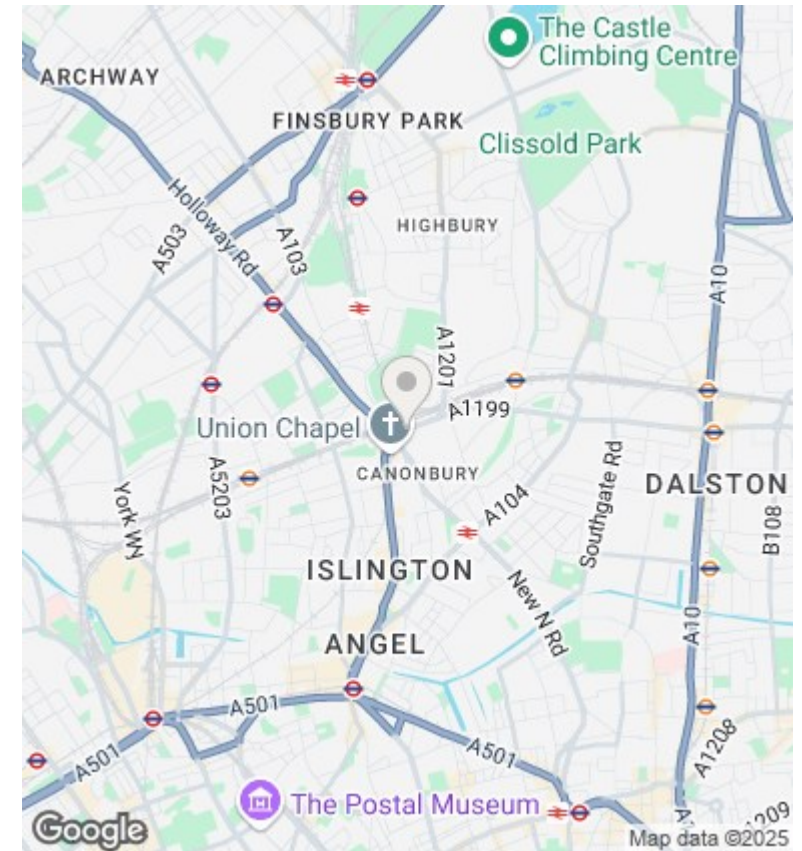 The Castle
Climbing Centre
ARCHWAY
FINSBURY PARK
Clissold Park
Holloway Rd
HIGHBURY
A503
A103
A10
A1201
Union Chapel
A1199
CANONBURY
A5203
York Wy
A104
Southgate Rd
DALSTON
B108
ISLINGTON
New N Rd
ANGEL
A10
A501
A501
A501
A1208
The Postal Museum
Google
Map data ©2025